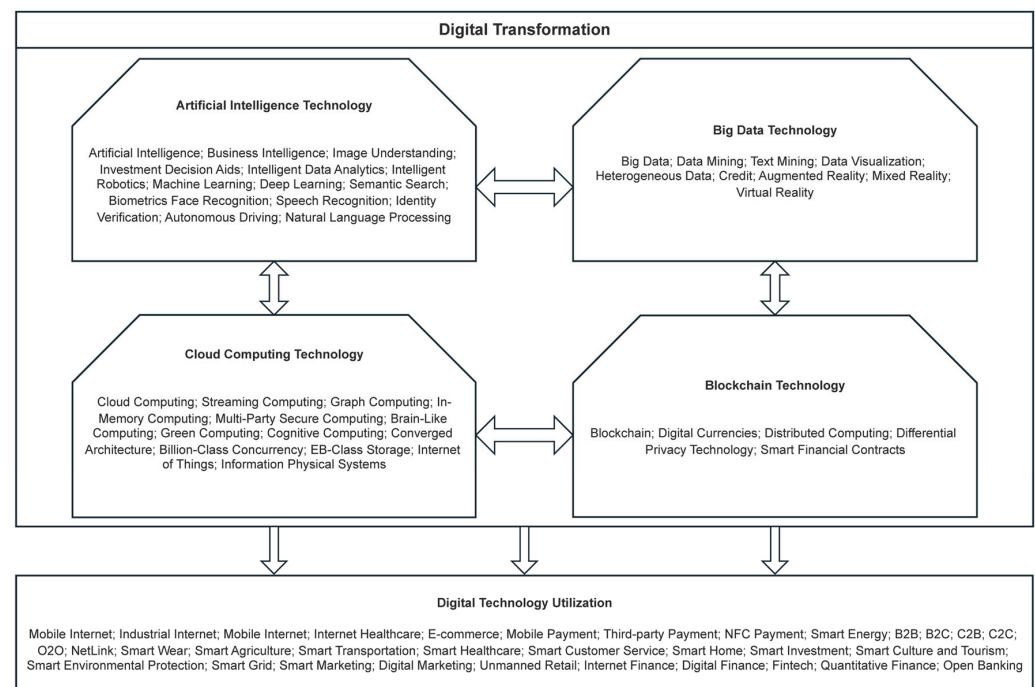 Digital Transformation
Artificial Intelligence Technology
Artificial Intelligence; Business Intelligence; Image Understanding;
Investment Decision Aids; Intelligent Data Analytics; Intelligent
Robotics; Machine Learning; Deep Learning; Semantic Search;
Biometrics Face Recognition; Speech Recognition; Identity
Verification; Autonomous Driving; Natural Language Processing
Big Data Technology
Big Data; Data Mining; Text Mining; Data Visualization;
Heterogeneous Data; Credit; Augmented Reality; Mixed Reality;
Virtual Reality
Cloud Computing Technology
Cloud Computing; Streaming Computing; Graph Computing; In-
Memory Computing; Multi-Party Secure Computing; Brain-Like
Computing; Green Computing; Cognitive Computing; Converged
Architecture; Billion-Class Concurrency; EB-Class Storage; Internet
of Things; Information Physical Systems
Blockchain Technology
Blockchain; Digital Currencies; Distributed Computing; Differential
Privacy Technology; Smart Financial Contracts
Digital Technology Utilization
Mobile Internet; Industrial Internet; Mobile Internet; Internet Healthcare; E-commerce; Mobile Payment; Third-party Payment; NFC Payment; Smart Energy; B2B; B2C; C2B; C2C;
O2O; NetLink; Smart Wear; Smart Agriculture; Smart Transportation; Smart Healthcare; Smart Customer Service; Smart Home; Smart Investment; Smart Culture and Tourism;
Smart Environmental Protection; Smart Grid; Smart Marketing; Digital Marketing; Unmanned Retail; Internet Finance; Digital Finance; Fintech; Quantitative Finance; Open Banking